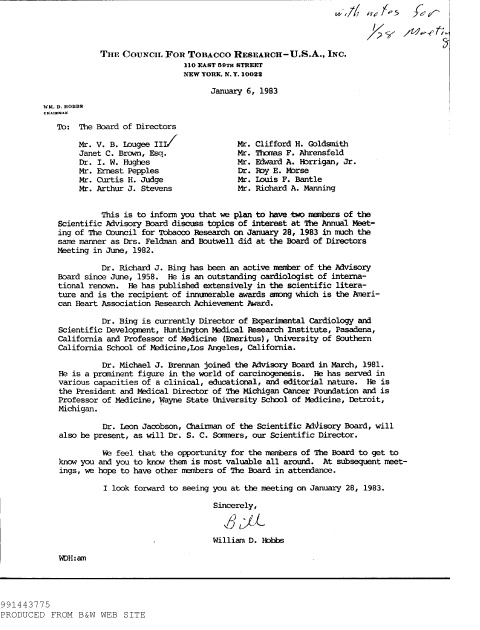 with notes for
1/28 Meeting
THE COUNCIL FOR TOBACCO RESEARCH-U.S.A., INC.
110 EAST 59TH STREET
NEW YORK, N. Y. 10022
January 6, 1983
WM. D. HOBBS
CHAIRMAN
To: The Board of Directors
Mr. V. B. Lougee III
Janet C. Brown, Esq.
Dr. I. W. Hughes
Mr. Ernest Pepples
Mr. Curtis H. Judge
Mr. Arthur J. Stevens
Mr. Clifford H. Goldsmith
Mr. Thomas F. Ahrensfeld
Mr. Edward A. Horrigan, Jr.
Dr. Roy E. Morse
Mr. Louis F. Bantle
Mr. Richard A. Manning
This is to inform you that we plan to have two members of the
Scientific Advisory Board discuss topics of interest at The Annual Meet-
ing of The Council for Tobacco Research on January 28, 1983 in much the
same manner as Drs. Feldman and Boutwell did at the Board of Directors
Meeting in June, 1982.
Dr. Richard J. Bing has been an active member of the Advisory
Board since June, 1958. He is an outstanding cardiologist of interna-
tional renown. He has published extensively in the scientific litera-
ture and is the recipient of innumerable awards among which is the Ameri-
can Heart Association Research Achievement Award.
Dr. Bing is currently Director of Experimental Cardiology and
Scientific Development, Huntington Medical Research Institute, Pasadena,
California and Professor of Medicine (Emeritus), University of Southern
California School of Medicine,Los Angeles, California.
Dr. Michael J. Brennan joined the Advisory Board in March, 1981.
He is a prominent figure in the world of carcinogenesis. He has served in
various capacities of a clinical, educational, and editorial nature. He is
the President and Medical Director of The Michigan Cancer Foundation and is
Professor of Medicine, Wayne State University School of Medicine, Detroit,
Michigan.
Dr. Leon Jacobson, Chairman of the Scientific Advisory Board, will
also be present, as will Dr. S. C. Sommers, our Scientific Director.
We feel that the opportunity for the members of The Board to get to
know you and you to know them is most valuable all around. At subsequent meet-
ings, we hope to have other members of The Board in attendance.
I look forward to seeing you at the meeting on January 28, 1983.
Sincerely,
Bill
William D. Hobbs
WDH:am
991443775
PRODUCED FROM B&W WEB SITE